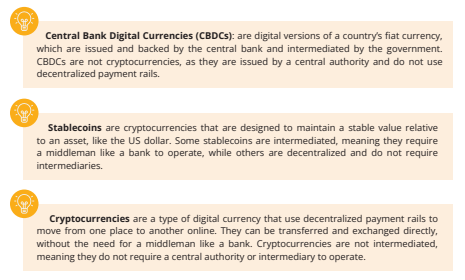 Central Bank Digital Currencies (CBDCs): are digital versions of a country's fiat currency,
which are issued and backed by the central bank and intermediated by the government.
CBDCs are not cryptocurrencies, as they are issued by a central authority and do not use
decentralized payment rails.
Stablecoins are cryptocurrencies that are designed to maintain a stable value relative
to an asset, like the US dollar. Some stablecoins are intermediated, meaning they require
a middleman like a bank to operate, while others are decentralized and do not require
intermediaries.
Cryptocurrencies are a type of digital currency that use decentralized payment rails to
move from one place to another online. They can be transferred and exchanged directly,
without the need for a middleman like a bank. Cryptocurrencies are not intermediated,
meaning they do not require a central authority or intermediary to operate.